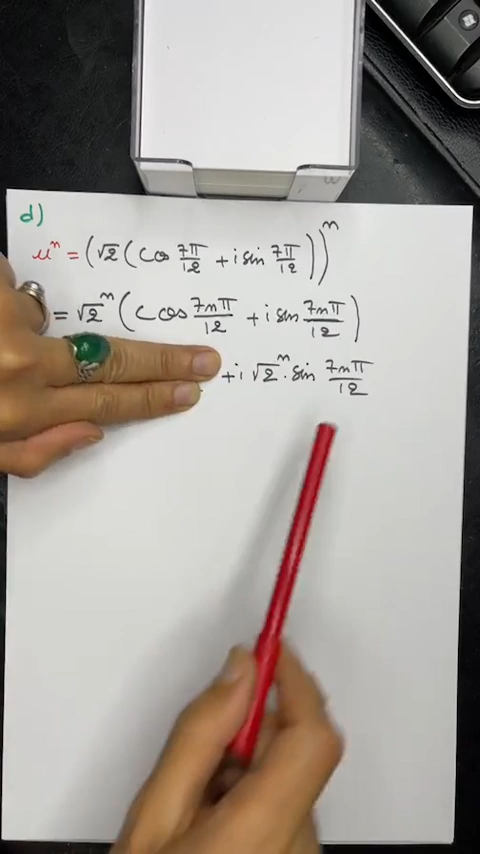 d)
u^n = (√2 (cos 7π/12 + i sin 7π/12))^n
= √2^n (cos 7nπ/12 + i sin 7nπ/12)
+ i √2^n . sin 7nπ/12